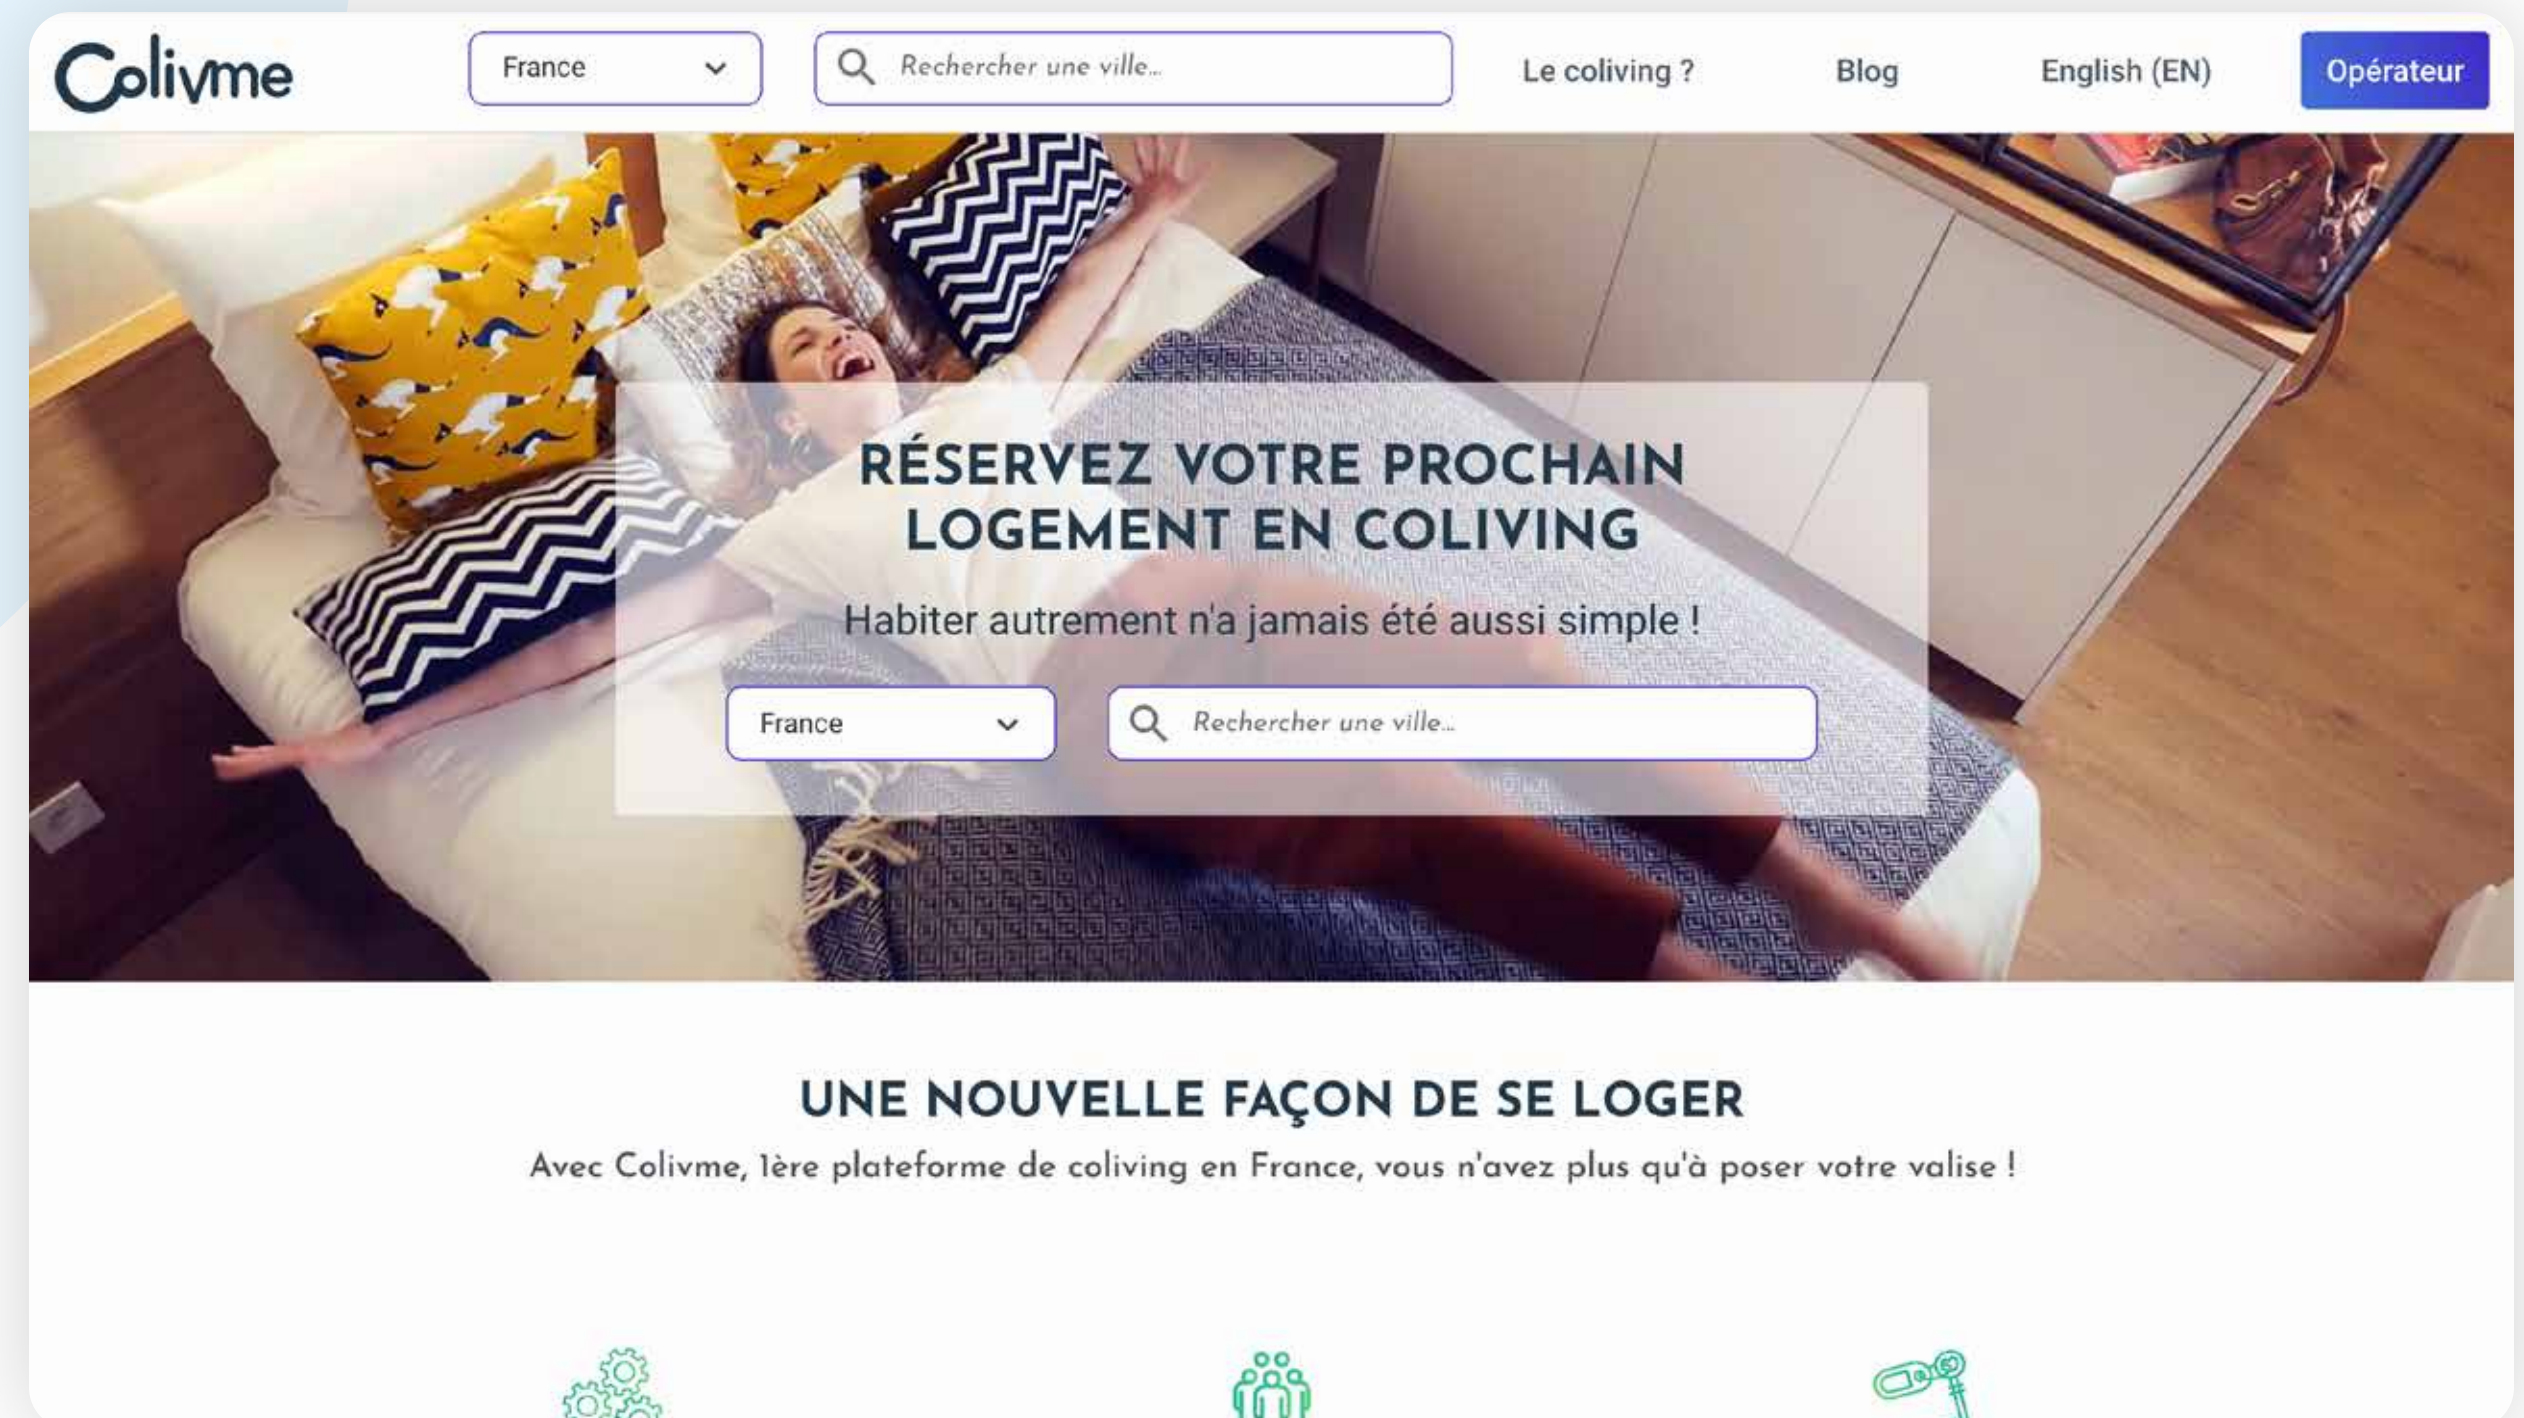 Colivme
France
Rechercher une ville...
Le coliving ?
Blog
English (EN)
Opérateur
RÉSERVEZ VOTRE PROCHAIN
LOGEMENT EN COLIVING
Habiter autrement n'a jamais été aussi simple !
France
Rechercher une ville...
UNE NOUVELLE FAÇON DE SE LOGER
Avec Colivme, 1ère plateforme de coliving en France, vous n'avez plus qu'à poser votre valise !